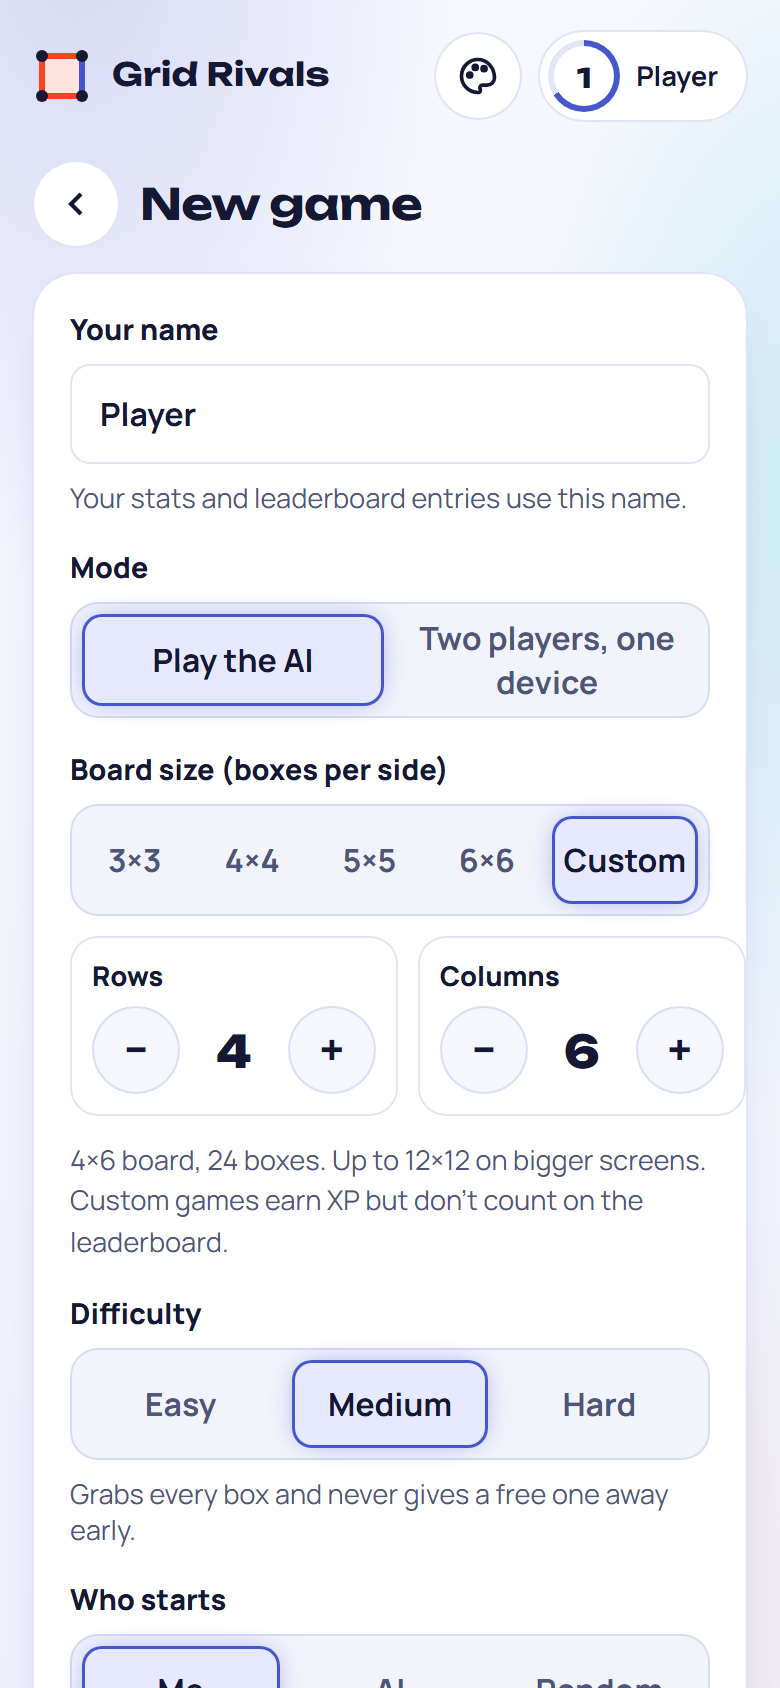 Grid Rivals
1 Player
New game
Your name
Player
Your stats and leaderboard entries use this name.
Mode
Play the AI
Two players, one
device
Board size (boxes per side)
3×3 4×4 5×5 6×6 Custom
Rows Columns
− 4 + − 6 +
4×6 board, 24 boxes. Up to 12×12 on bigger screens.
Custom games earn XP but don’t count on the
leaderboard.
Difficulty
Easy Medium Hard
Grabs every box and never gives a free one away
early.
Who starts
Me AI Random